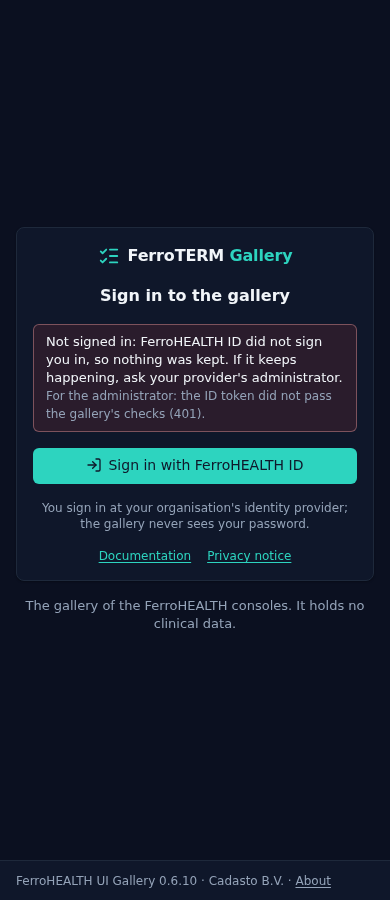 FerroTERM Gallery
Sign in to the gallery
Not signed in: FerroHEALTH ID did not sign
you in, so nothing was kept. If it keeps
happening, ask your provider's administrator.
For the administrator: the ID token did not pass
the gallery's checks (401).
Sign in with FerroHEALTH ID
You sign in at your organisation's identity provider;
the gallery never sees your password.
Documentation Privacy notice
The gallery of the FerroHEALTH consoles. It holds no
clinical data.
FerroHEALTH UI Gallery 0.6.10 · Cadasto B.V. · About